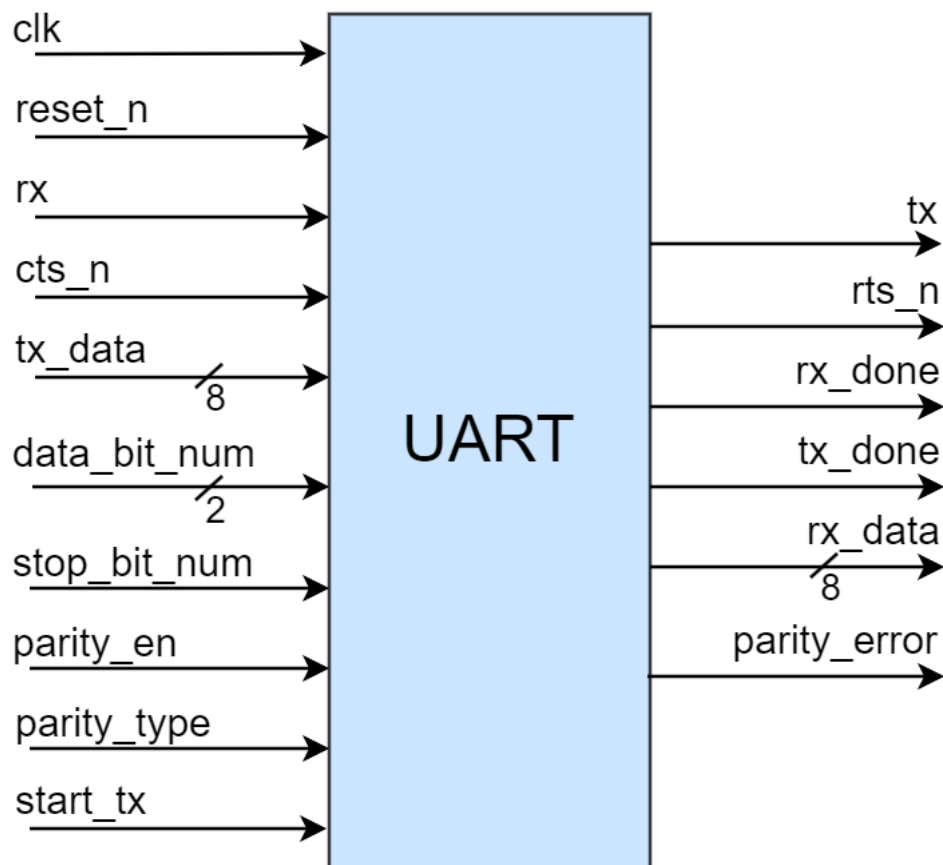 clk
reset_n
rx
cts_n
tx_data
8
data_bit_num
2
stop_bit_num
parity_en
parity_type
start_tx
UART
tx
rts_n
rx_done
tx_done
rx_data
8
parity_error